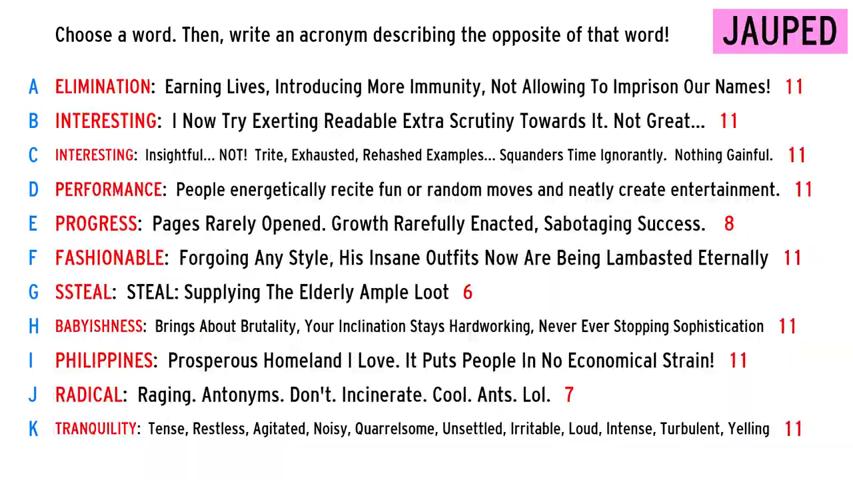 Choose a word. Then, write an acronym describing the opposite of that word!
JAUPED
A ELIMINATION: Earning Lives, Introducing More Immunity, Not Allowing To Imprison Our Names! 11
B INTERESTING: I Now Try Exerting Readable Extra Scrutiny Towards It. Not Great... 11
C INTERESTING: Insightful... NOT! Trite, Exhausted, Rehashed Examples... Squanders Time Ignorantly. Nothing Gainful. 11
D PERFORMANCE: People energetically recite fun or random moves and neatly create entertainment. 11
E PROGRESS: Pages Rarely Opened. Growth Rarefully Enacted, Sabotaging Success. 8
F FASHIONABLE: Forgoing Any Style, His Insane Outfits Now Are Being Lambasted Eternally 11
G SSTEAL: STEAL: Supplying The Elderly Ample Loot 6
H BABYISHNESS: Brings About Brutality, Your Inclination Stays Hardworking, Never Ever Stopping Sophistication 11
I PHILIPPINES: Prosperous Homeland I Love. It Puts People In No Economical Strain! 11
J RADICAL: Raging. Antonyms. Don't. Incinerate. Cool. Ants. Lol. 7
K TRANQUILITY: Tense, Restless, Agitated, Noisy, Quarrelsome, Unsettled, Irritable, Loud, Intense, Turbulent, Yelling 11